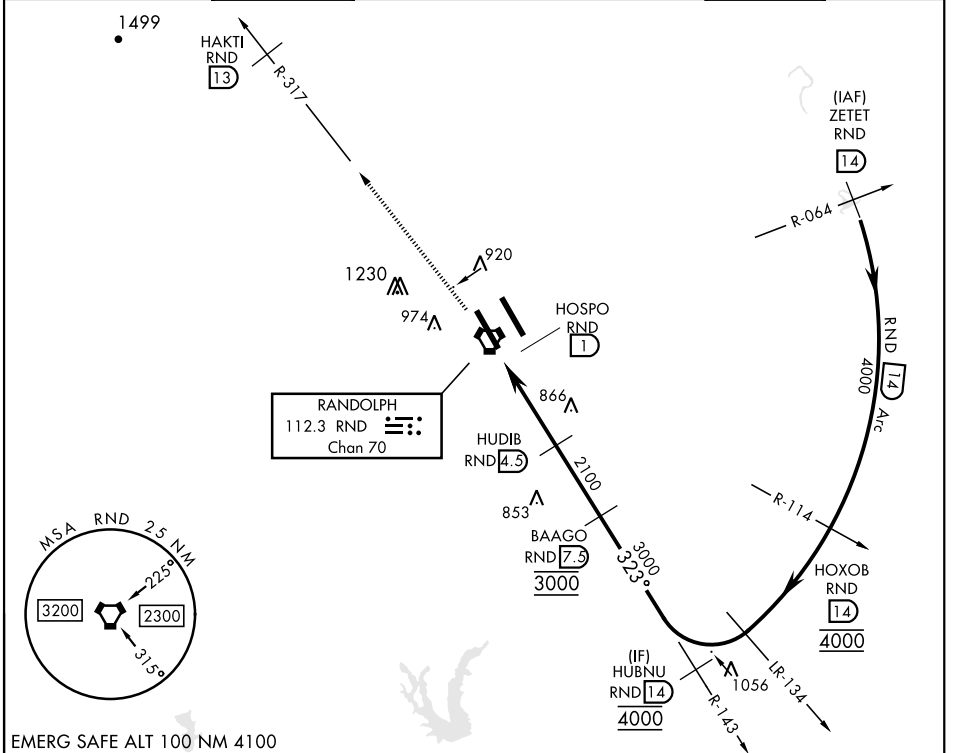 1499
HAKTI
RND
13
R-317
(IAF)
ZETET
RND
14
R-064
920
1230
974
HOSPO
RND
1
RND 14 Arc
4000
RANDOLPH
112.3 RND
Chan 70
866
HUDIB
RND 4.5
2100
853
BAAGO
RND 7.5
3000
3000
323°
R-114
HOXOB
RND
14
4000
MSA RND 25 NM
225°
3200
2300
315°
(IF)
HUBNU
RND 14
4000
1056
LR-134
R-143
EMERG SAFE ALT 100 NM 4100